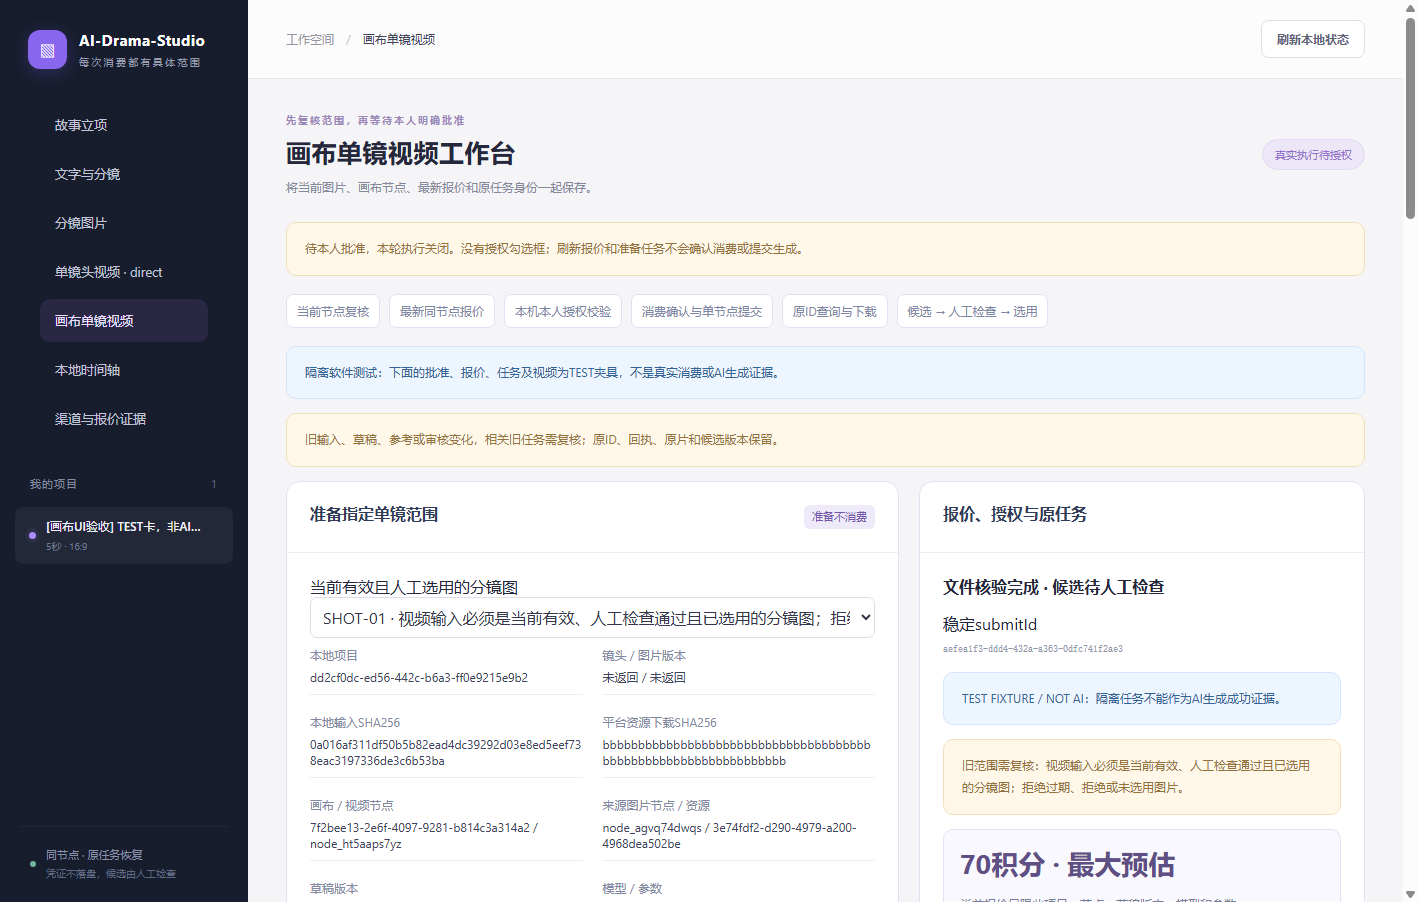 AI-Drama-Studio
每次消费都有具体范围
故事立项
文字与分镜
分镜图片
单镜头视频 · direct
画布单镜视频
本地时间轴
渠道与报价证据
我的项目 1
[画布UI验收] TEST卡，非AI...
5秒 · 16:9
同节点 · 原任务恢复
凭证不落盘，候选由人工检查
工作空间 / 画布单镜视频
刷新本地状态
先复核范围，再等待本人明确批准
画布单镜视频工作台
真实执行待授权
将当前图片、画布节点、最新报价和原任务身份一起保存。
待本人批准，本轮执行关闭。没有授权勾选框；刷新报价和准备任务不会确认消费或提交生成。
当前节点复核
最新同节点报价
本机本人授权校验
消费确认与单节点提交
原ID查询与下载
候选 → 人工检查 → 选用
隔离软件测试：下面的批准、报价、任务及视频为TEST夹具，不是真实消费或AI生成证据。
旧输入、草稿、参考或审核变化，相关旧任务需复核；原ID、回执、原片和候选版本保留。
准备指定单镜范围
准备不消费
当前有效且人工选用的分镜图
SHOT-01 · 视频输入必须是当前有效、人工检查通过且已选用的分镜图；拒
本地项目
dd2cf0dc-ed56-442c-b6a3-ff0e9215e9b2
镜头 / 图片版本
未返回 / 未返回
本地输入SHA256
0a016af311df50b5b82ead4dc39292d03e8ed5eef73
8eac3197336de3c6b53ba
平台资源下载SHA256
bbbbbbbbbbbbbbbbbbbbbbbbbbbbbbbbbbbbbb
bbbbbbbbbbbbbbbbbbbbbbbbbb
画布 / 视频节点
7f2bee13-2e6f-4097-9281-b814c3a314a2 /
node_ht5aaps7yz
来源图片节点 / 资源
node_agvq74dwqs / 3e74fdf2-d290-4979-a200-
4968dea502be
草稿版本
模型 / 参数
报价、授权与原任务
文件核验完成 · 候选待人工检查
稳定submitId
aefea1f3-ddd4-432a-a363-0dfc741f2ae3
TEST FIXTURE / NOT AI：隔离任务不能作为AI生成成功证据。
旧范围需复核：视频输入必须是当前有效、人工检查通过且已选用
的分镜图；拒绝过期、拒绝或未选用图片。
70积分 · 最大预估